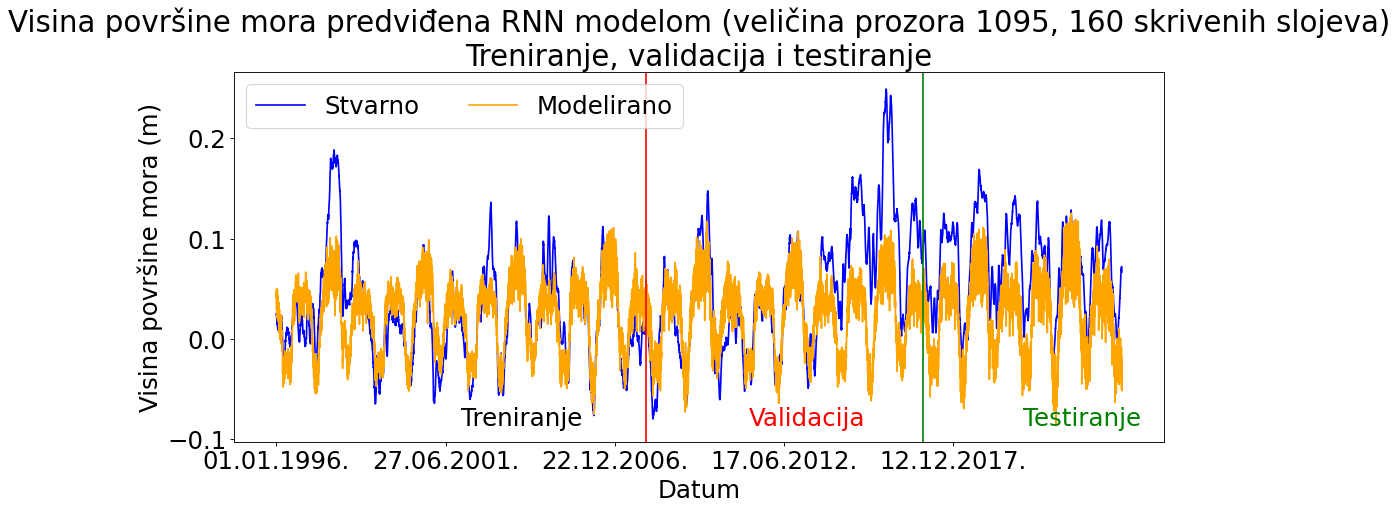 Visina površine mora predviđena RNN modelom (veličina prozora 1095, 160 skrivenih slojeva)
Treniranje, validacija i testiranje
Stvarno
Modelirano
Visina površine mora (m)
0.2
0.1
0.0
−0.1
Treniranje
Validacija
Testiranje
01.01.1996.
27.06.2001.
22.12.2006.
17.06.2012.
12.12.2017.
Datum